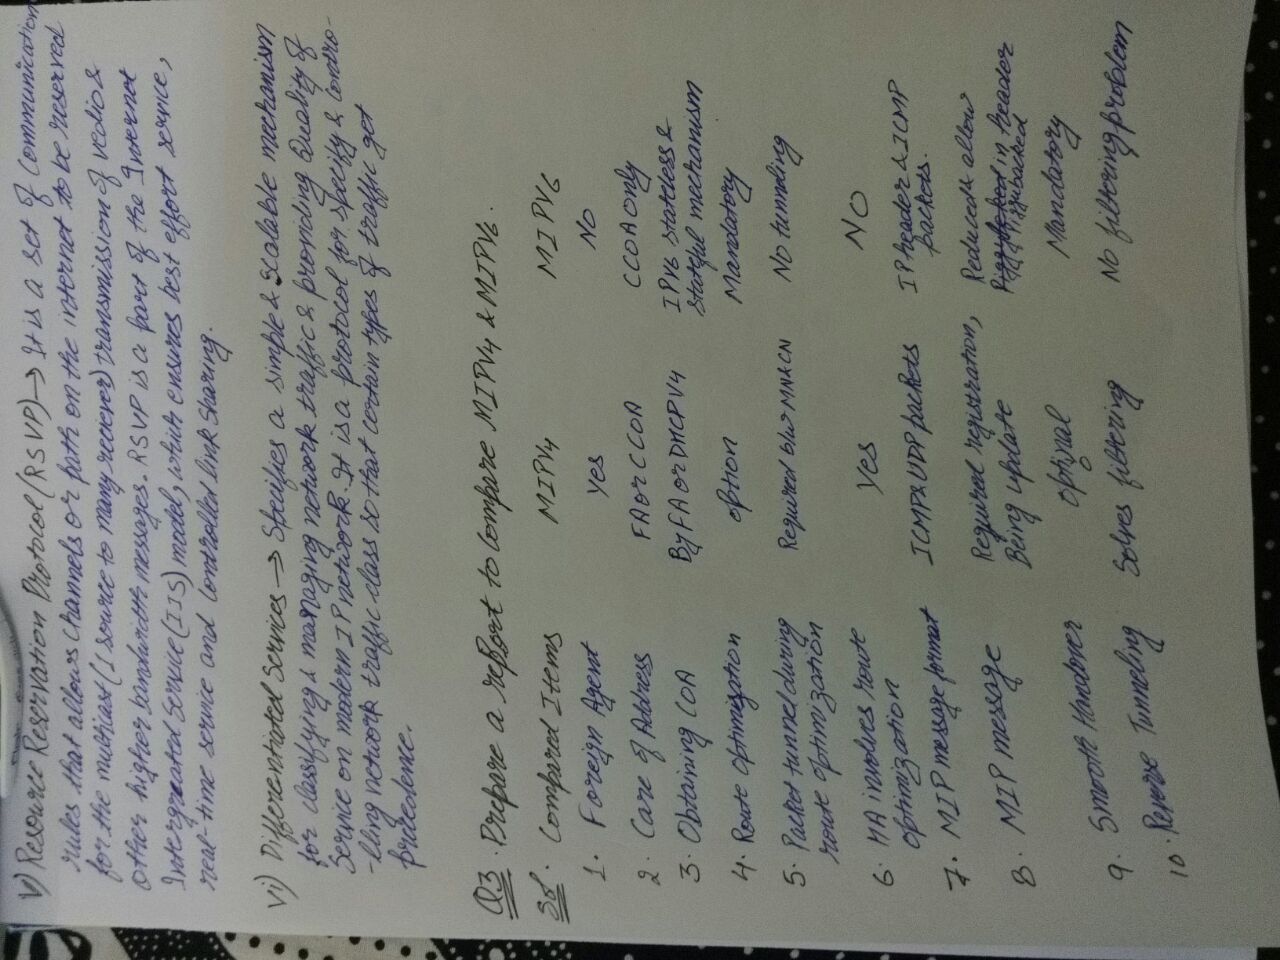 v) Resource Reservation Protocol (RSVP) → It is a set of communication
rules that allows channels or path on the internet to be reserved
for the multicast (1 source to many reciever) transmission of vedio &
other higher bandwidth messages. RSVP is a part of the Internet
Intergreated Service (IIS) model, which ensures best effort service,
real-time service and controlled link sharing.
vi) Differentiated Services → Specifies a simple & scalable mechanism
for classifying & managing network traffic & providing Quality of
Service on modern IP network. It is a protocol for specify & contro-
-lling network traffic class so that certain types of traffic get
precedence.
Q3. Prepare a report to compare MIPV4 & MIPV6.
Sol. Compared Items MIPV4 MIPV6
1. Foreign Agent Yes No
2. Care of Address FA or CCOA CCOA only
3. Obtaining COA By FA or DHCPV4 IPV6 stateless &
stateful mechanism
4. Route optimization option Mandatory
5. Packet tunnel during Required b/w MN & CN No tunneling
route optimization
6. HA involves route Yes NO
optimization
7. MIP message format ICMP & UDP packets IP header & ICMP
packets.
8. MIP message Required registration, Reduced & allow
Being update in header
Piggybacked
9. Smooth Handover optional Mandatory
10. Reverse Tunneling Solves filtering No filtering problem